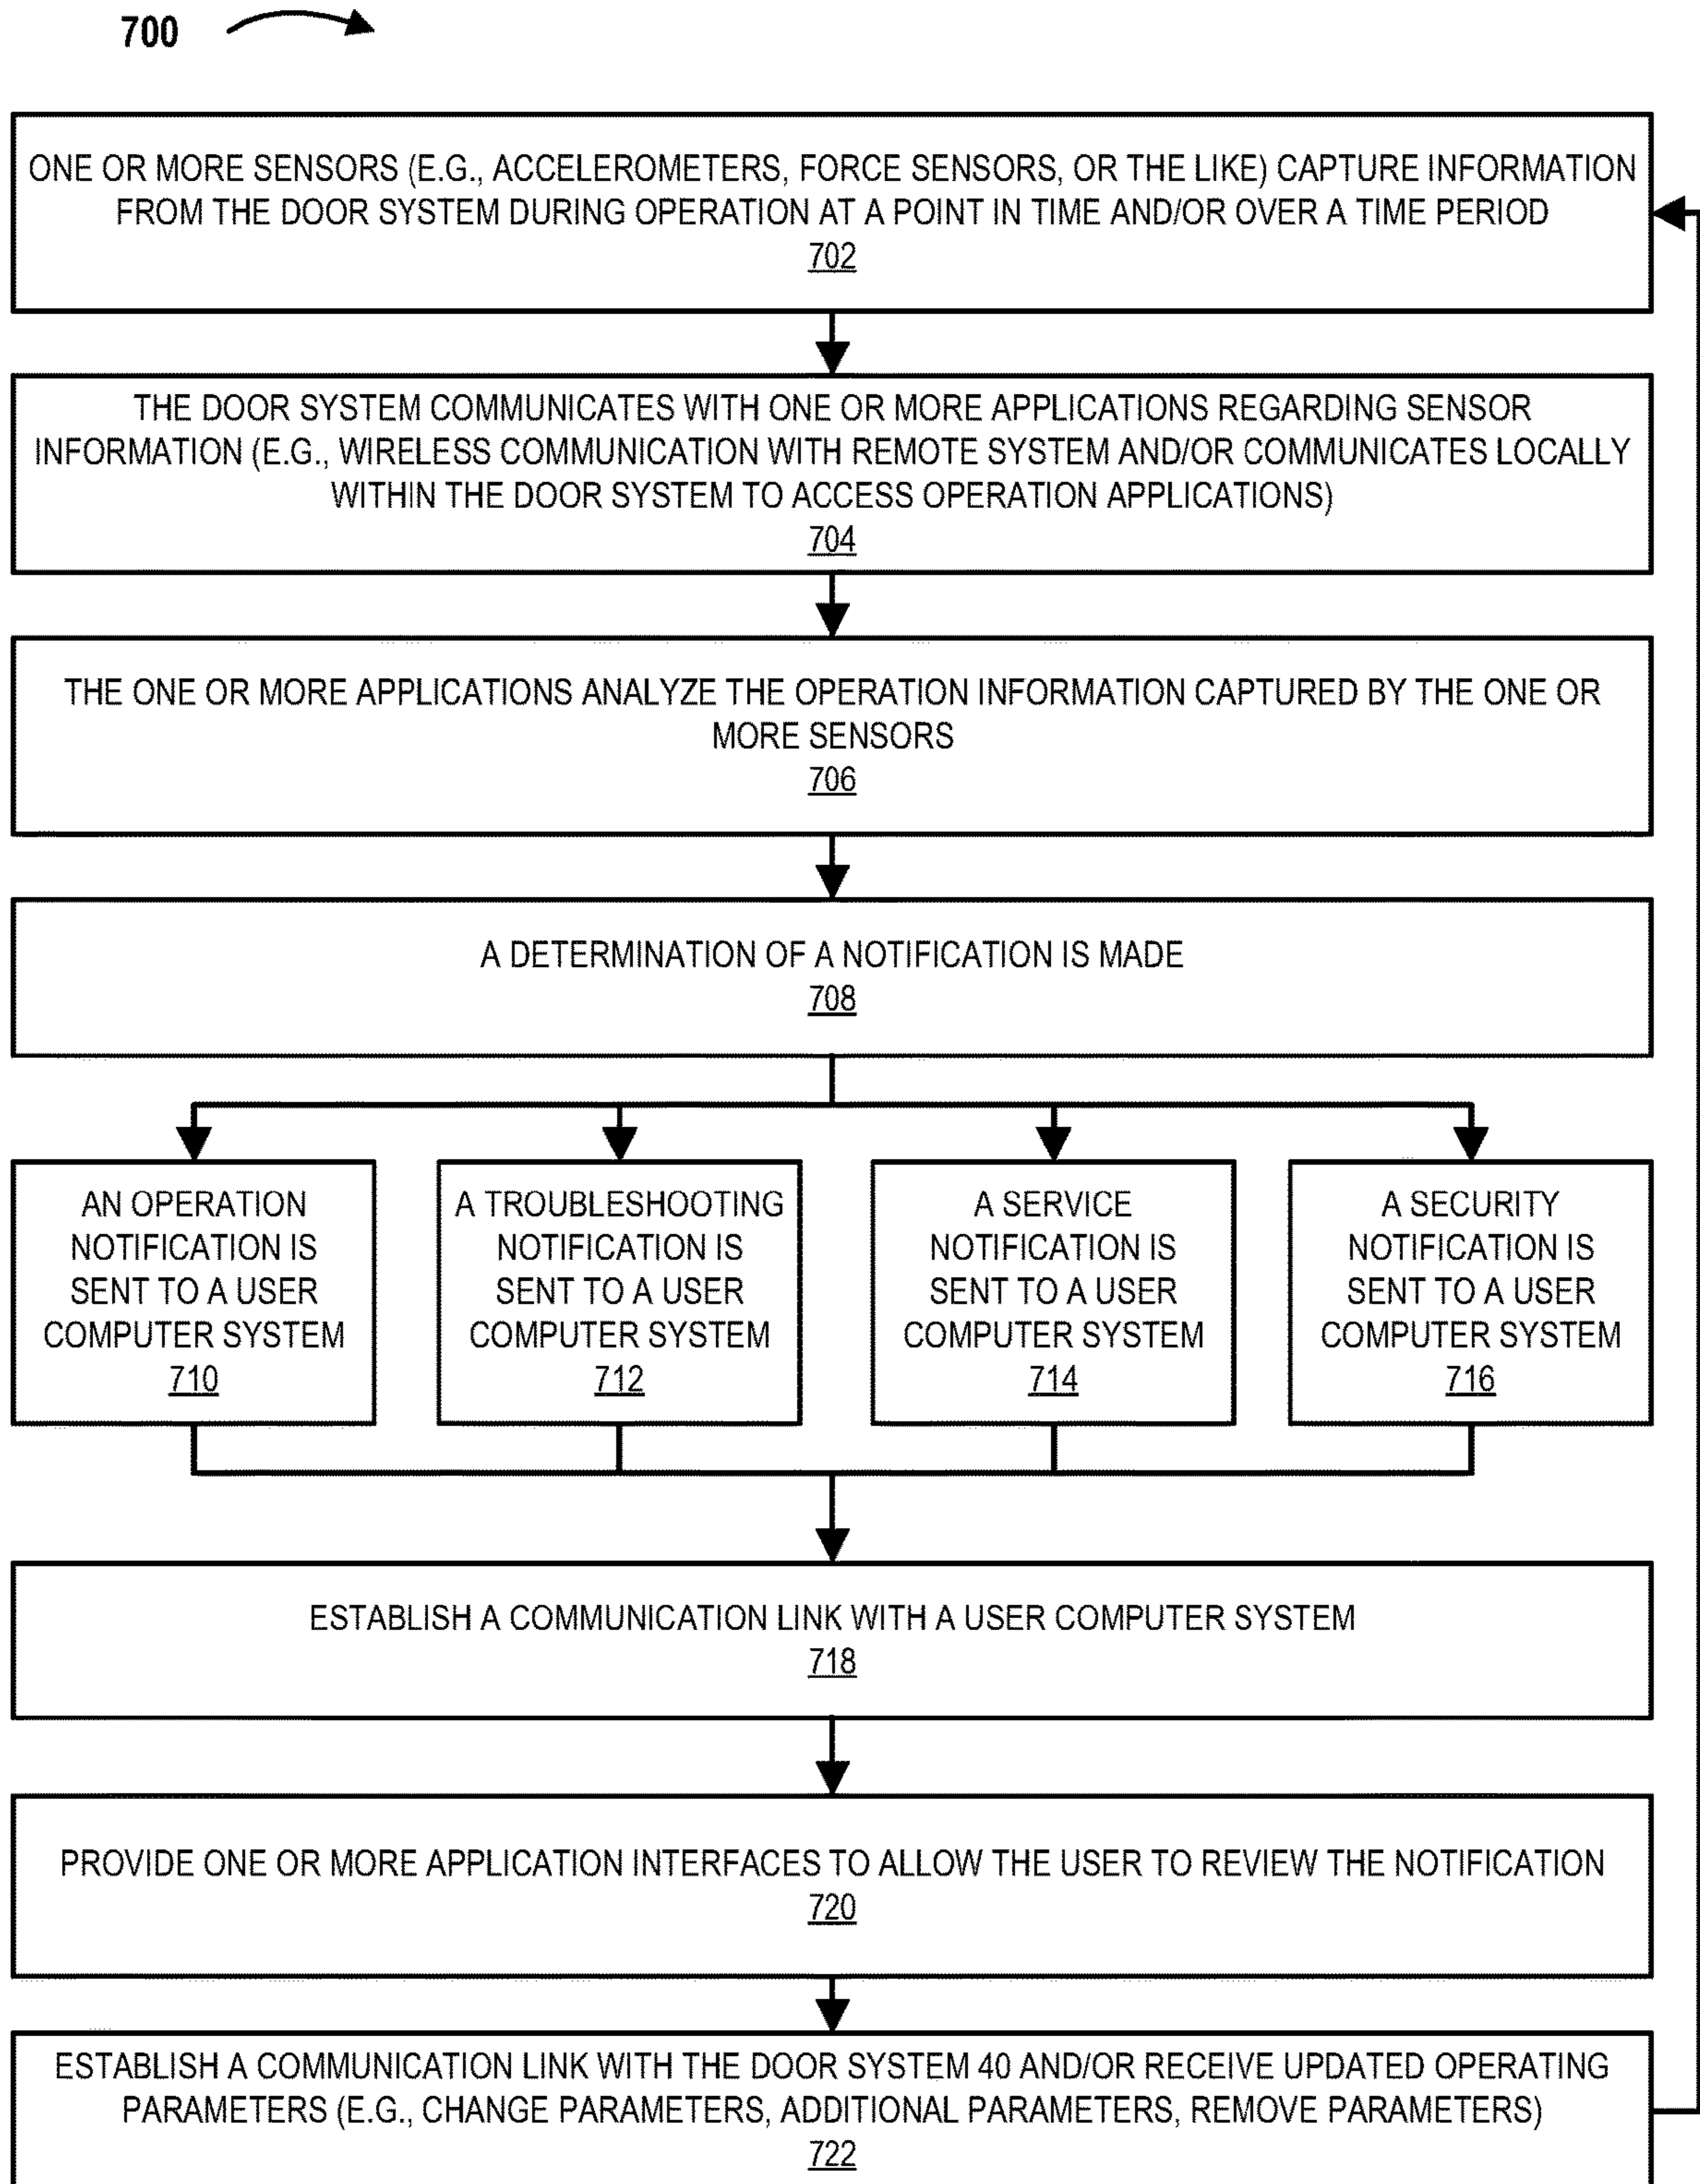 700
ONE OR MORE SENSORS (E.G., ACCELEROMETERS, FORCE SENSORS, OR THE LIKE) CAPTURE INFORMATION
FROM THE DOOR SYSTEM DURING OPERATION AT A POINT IN TIME AND/OR OVER A TIME PERIOD
702
THE DOOR SYSTEM COMMUNICATES WITH ONE OR MORE APPLICATIONS REGARDING SENSOR
INFORMATION (E.G., WIRELESS COMMUNICATION WITH REMOTE SYSTEM AND/OR COMMUNICATES LOCALLY
WITHIN THE DOOR SYSTEM TO ACCESS OPERATION APPLICATIONS)
704
THE ONE OR MORE APPLICATIONS ANALYZE THE OPERATION INFORMATION CAPTURED BY THE ONE OR
MORE SENSORS
706
A DETERMINATION OF A NOTIFICATION IS MADE
708
AN OPERATION
NOTIFICATION IS
SENT TO A USER
COMPUTER SYSTEM
710
A TROUBLESHOOTING
NOTIFICATION IS
SENT TO A USER
COMPUTER SYSTEM
712
A SERVICE
NOTIFICATION IS
SENT TO A USER
COMPUTER SYSTEM
714
A SECURITY
NOTIFICATION IS
SENT TO A USER
COMPUTER SYSTEM
716
ESTABLISH A COMMUNICATION LINK WITH A USER COMPUTER SYSTEM
718
PROVIDE ONE OR MORE APPLICATION INTERFACES TO ALLOW THE USER TO REVIEW THE NOTIFICATION
720
ESTABLISH A COMMUNICATION LINK WITH THE DOOR SYSTEM 40 AND/OR RECEIVE UPDATED OPERATING
PARAMETERS (E.G., CHANGE PARAMETERS, ADDITIONAL PARAMETERS, REMOVE PARAMETERS)
722